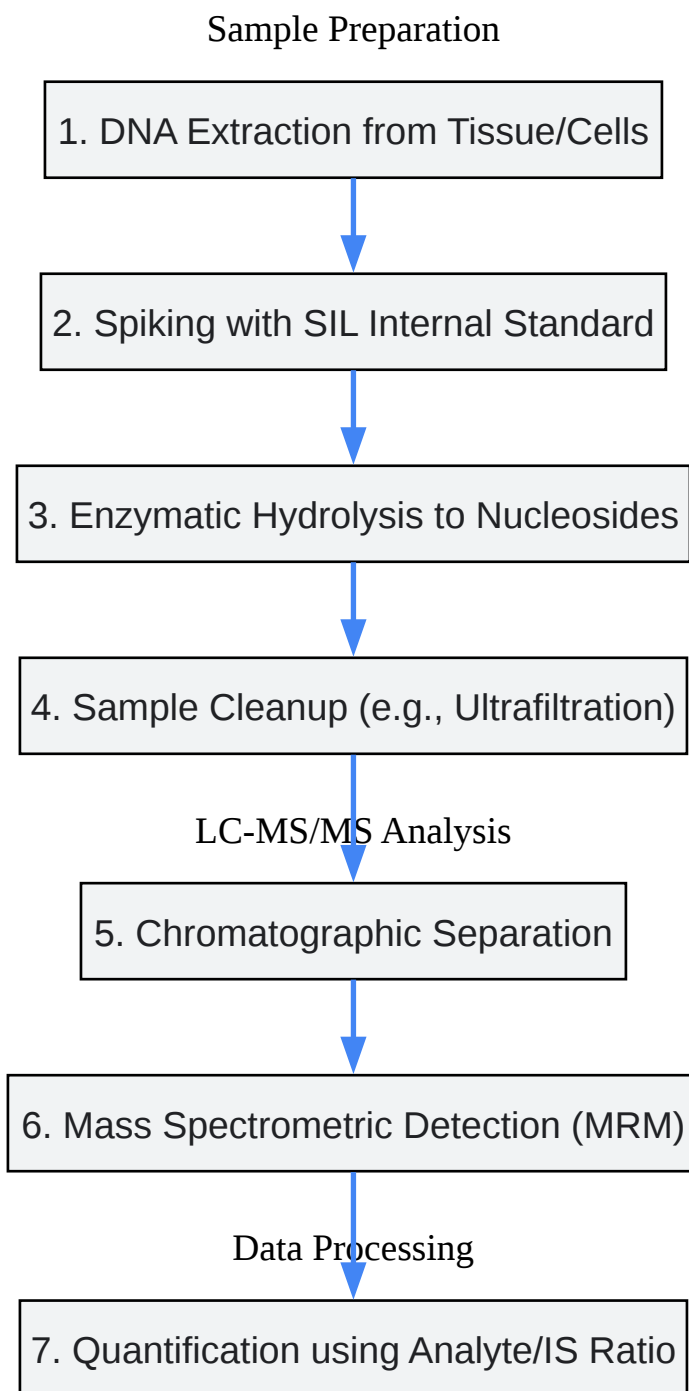 Sample Preparation
1. DNA Extraction from Tissue/Cells
2. Spiking with SIL Internal Standard
3. Enzymatic Hydrolysis to Nucleosides
4. Sample Cleanup (e.g., Ultrafiltration)
LC-MS/MS Analysis
5. Chromatographic Separation
6. Mass Spectrometric Detection (MRM)
Data Processing
7. Quantification using Analyte/IS Ratio